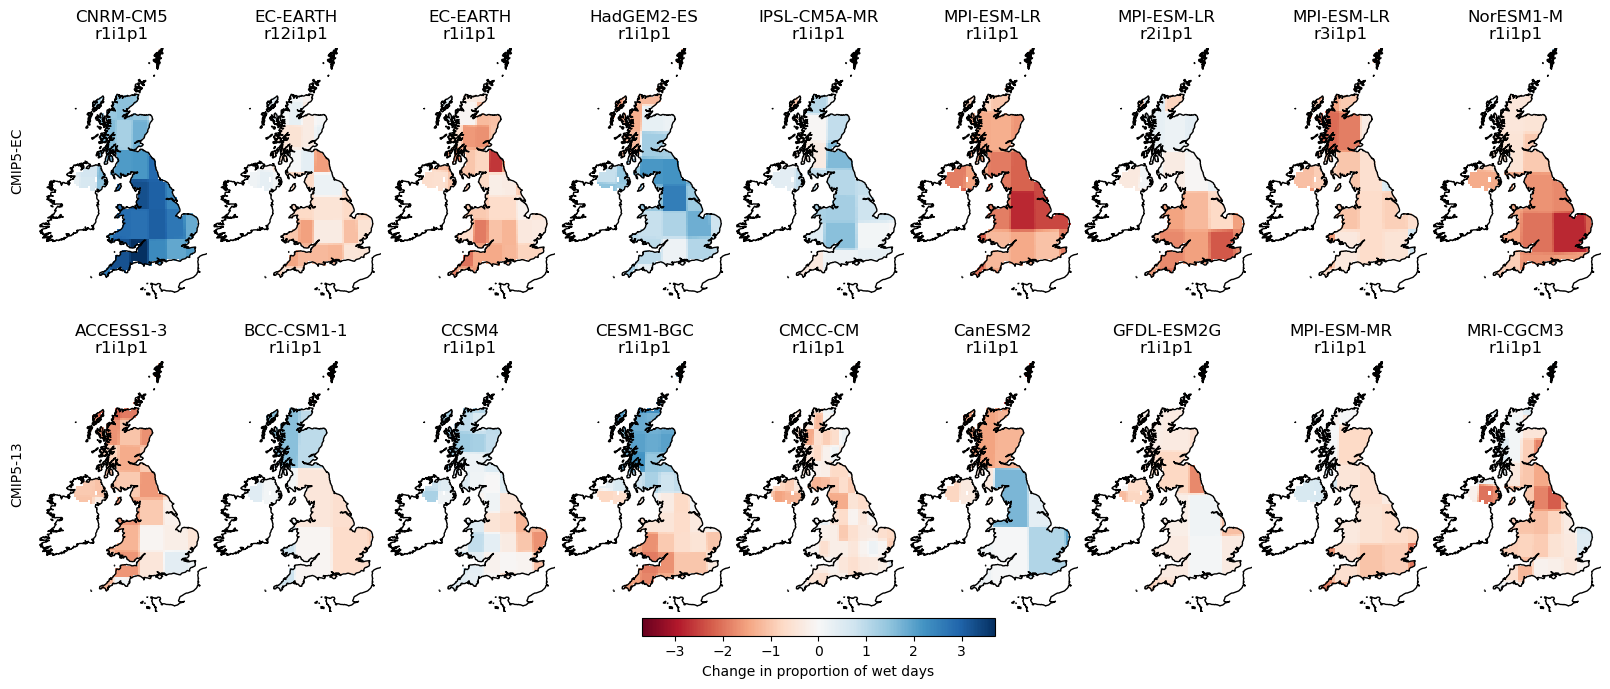 CNRM-CM5
r1i1p1
EC-EARTH
r12i1p1
EC-EARTH
r1i1p1
HadGEM2-ES
r1i1p1
IPSL-CM5A-MR
r1i1p1
MPI-ESM-LR
r1i1p1
MPI-ESM-LR
r2i1p1
MPI-ESM-LR
r3i1p1
NorESM1-M
r1i1p1
CMIP5-EC
ACCESS1-3
r1i1p1
BCC-CSM1-1
r1i1p1
CCSM4
r1i1p1
CESM1-BGC
r1i1p1
CMCC-CM
r1i1p1
CanESM2
r1i1p1
GFDL-ESM2G
r1i1p1
MPI-ESM-MR
r1i1p1
MRI-CGCM3
r1i1p1
CMIP5-13
−3 −2 −1 0 1 2 3
Change in proportion of wet days